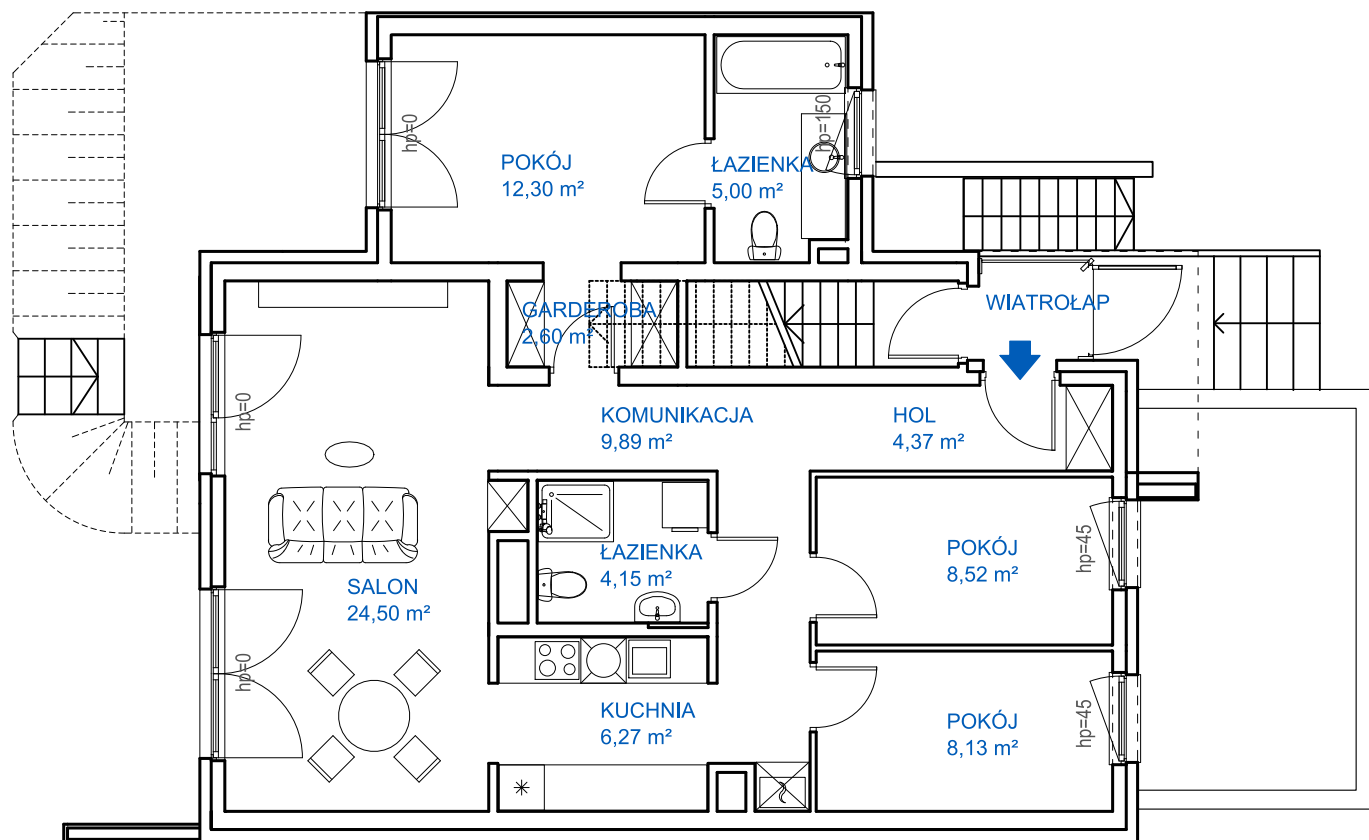 hp=0
POKÓJ
12,30 m²
ŁAZIENKA
5,00 m²
hp=150
GARDEROBA
2,60 m²
WIATROŁAP
hp=0
KOMUNIKACJA
9,89 m²
HOL
4,37 m²
ŁAZIENKA
4,15 m²
POKÓJ
8,52 m²
hp=45
SALON
24,50 m²
hp=0
KUCHNIA
6,27 m²
POKÓJ
8,13 m²
hp=45